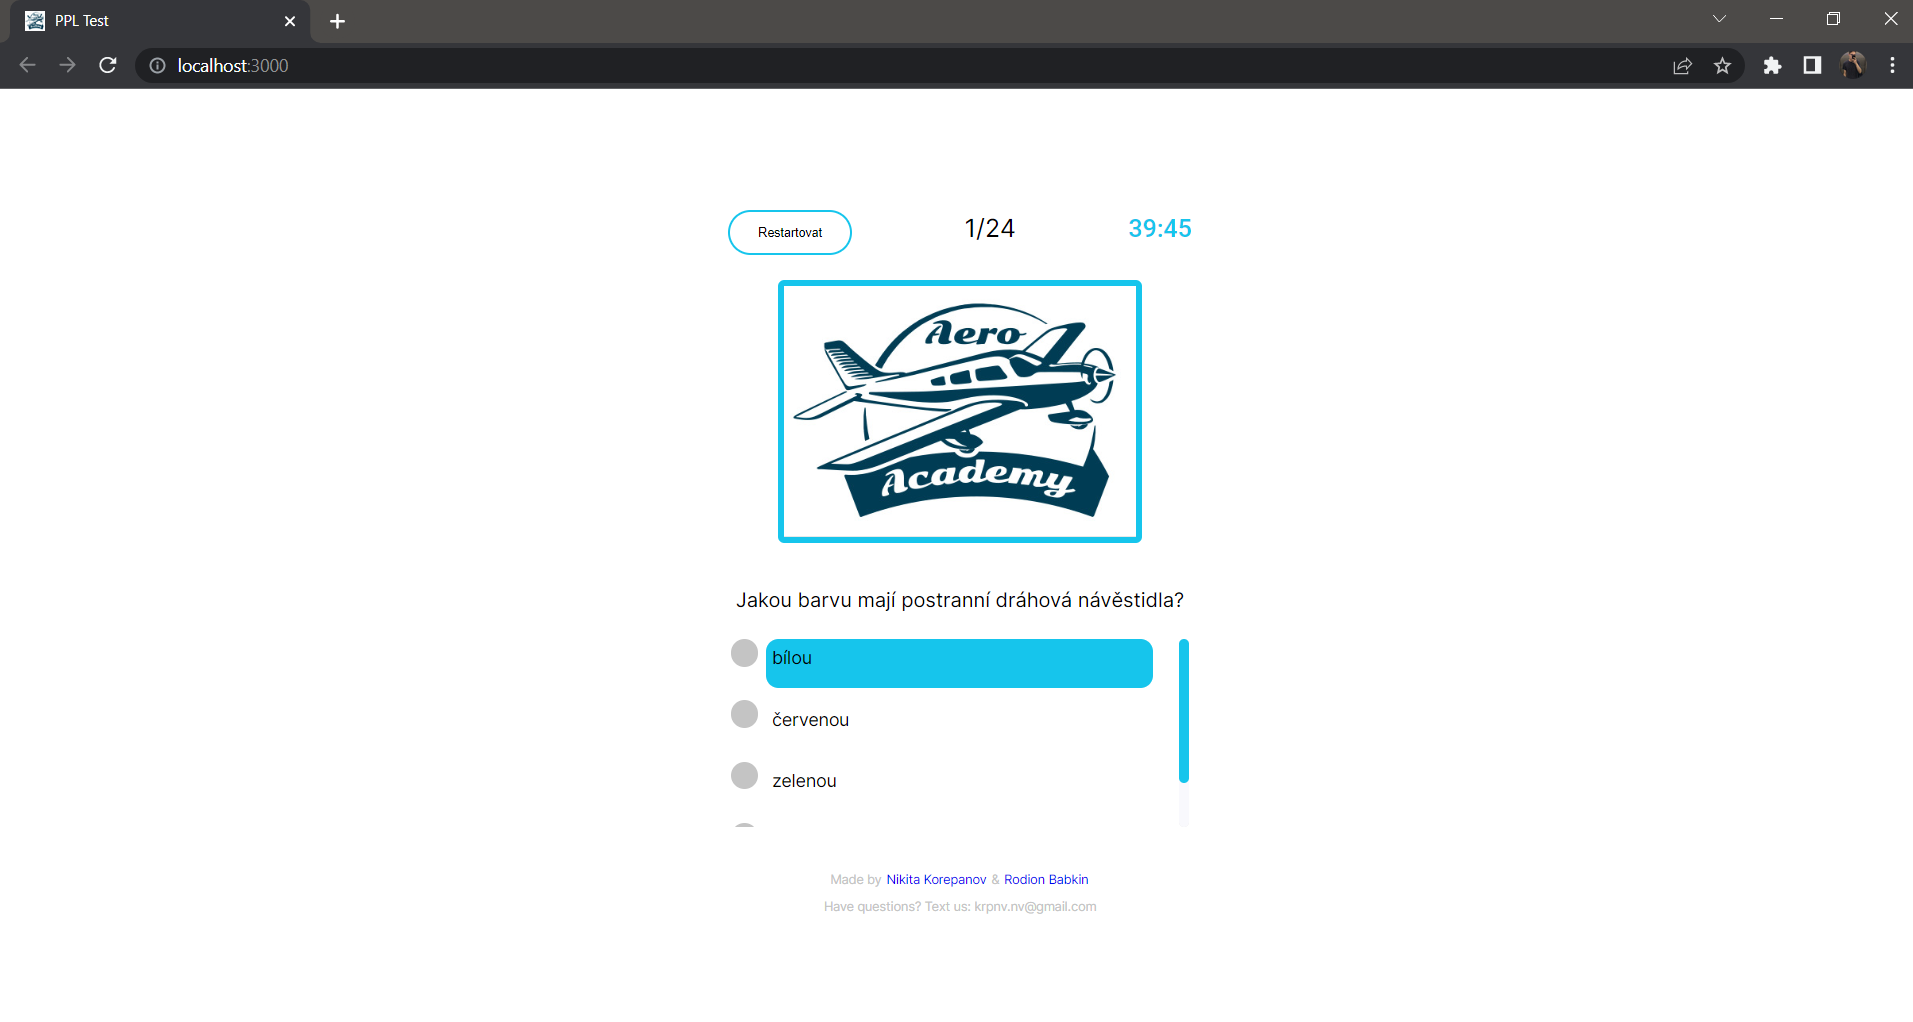 PPL Test
localhost:3000
Restartovat
1/24
39:45
Aero
Academy
Jakou barvu mají postranní dráhová návěstidla?
bílou
červenou
zelenou
Made by Nikita Korepanov & Rodion Babkin
Have questions? Text us: krpnv.nv@gmail.com